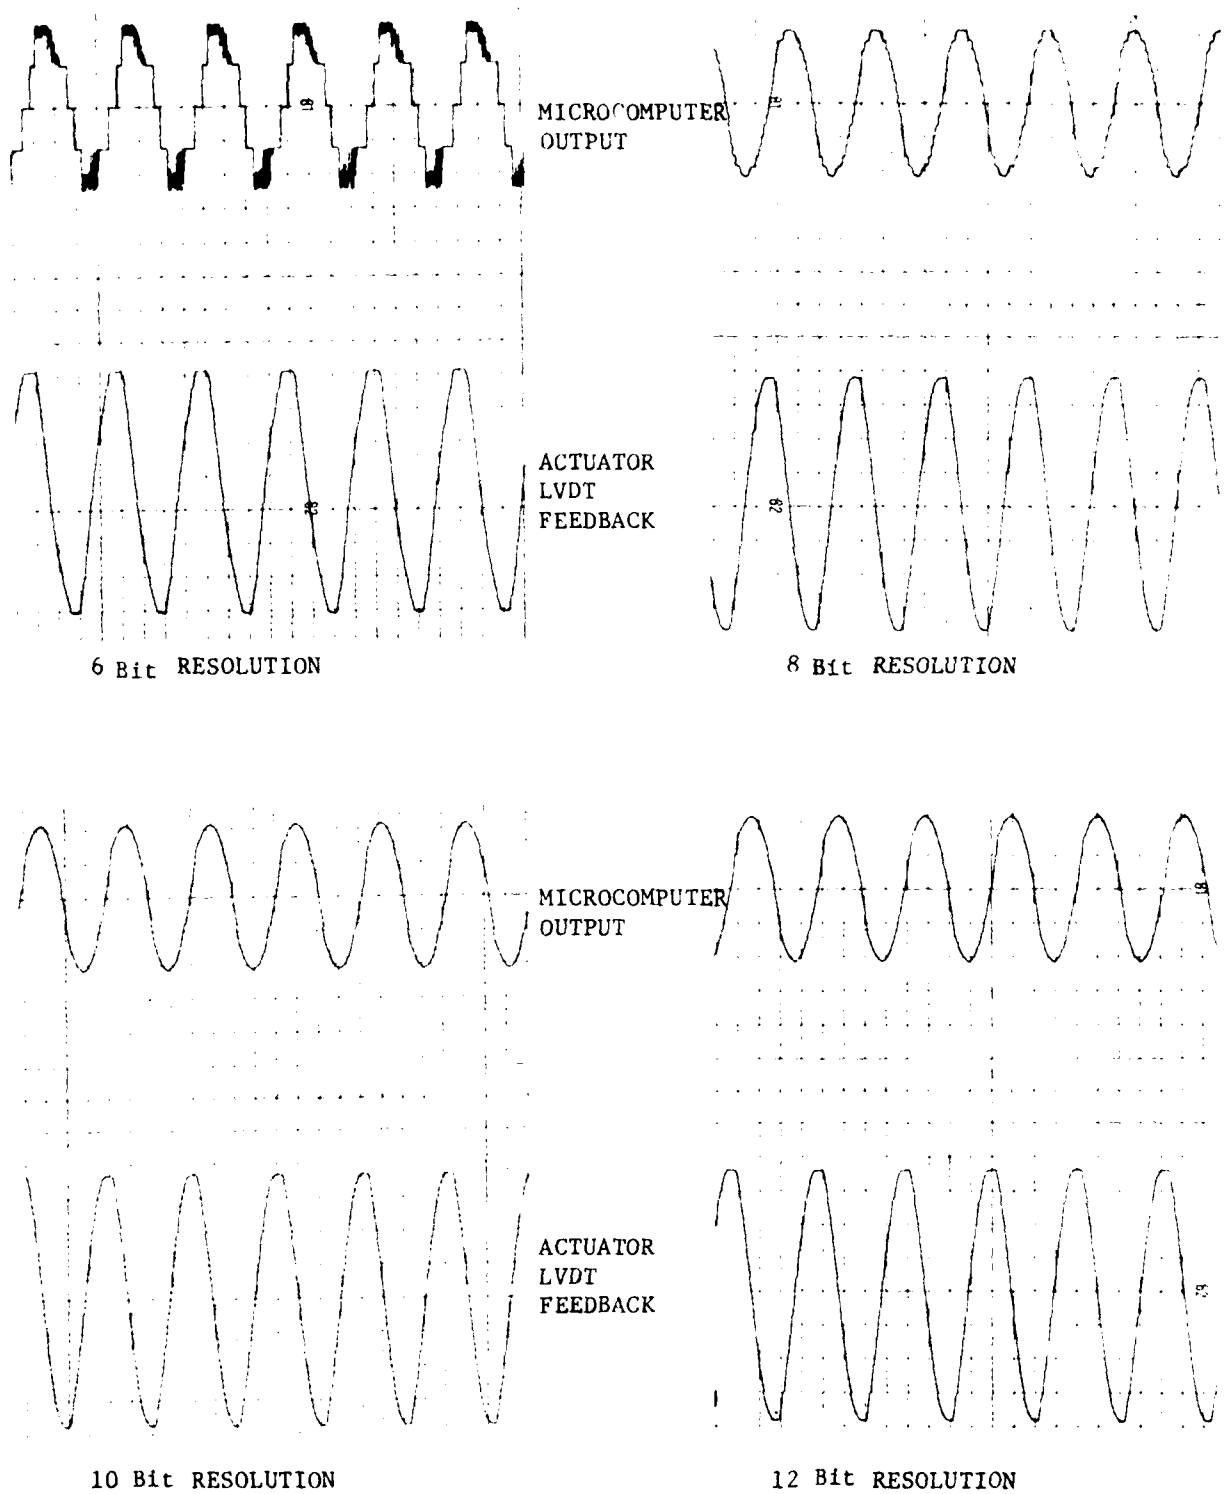 MICROCOMPUTER
OUTPUT
ACTUATOR
LVDT
FEEDBACK
6 Bit RESOLUTION
8 Bit RESOLUTION
MICROCOMPUTER
OUTPUT
ACTUATOR
LVDT
FEEDBACK
10 Bit RESOLUTION
12 Bit RESOLUTION